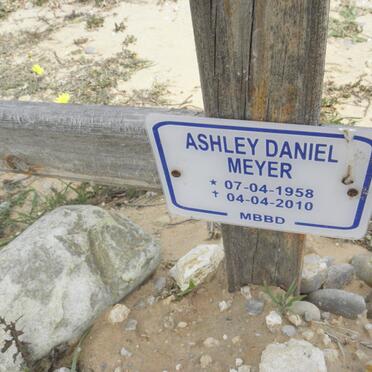 ASHLEY DANIEL
MEYER
★ 07-04-1958
✝ 04-04-2010
MBBD